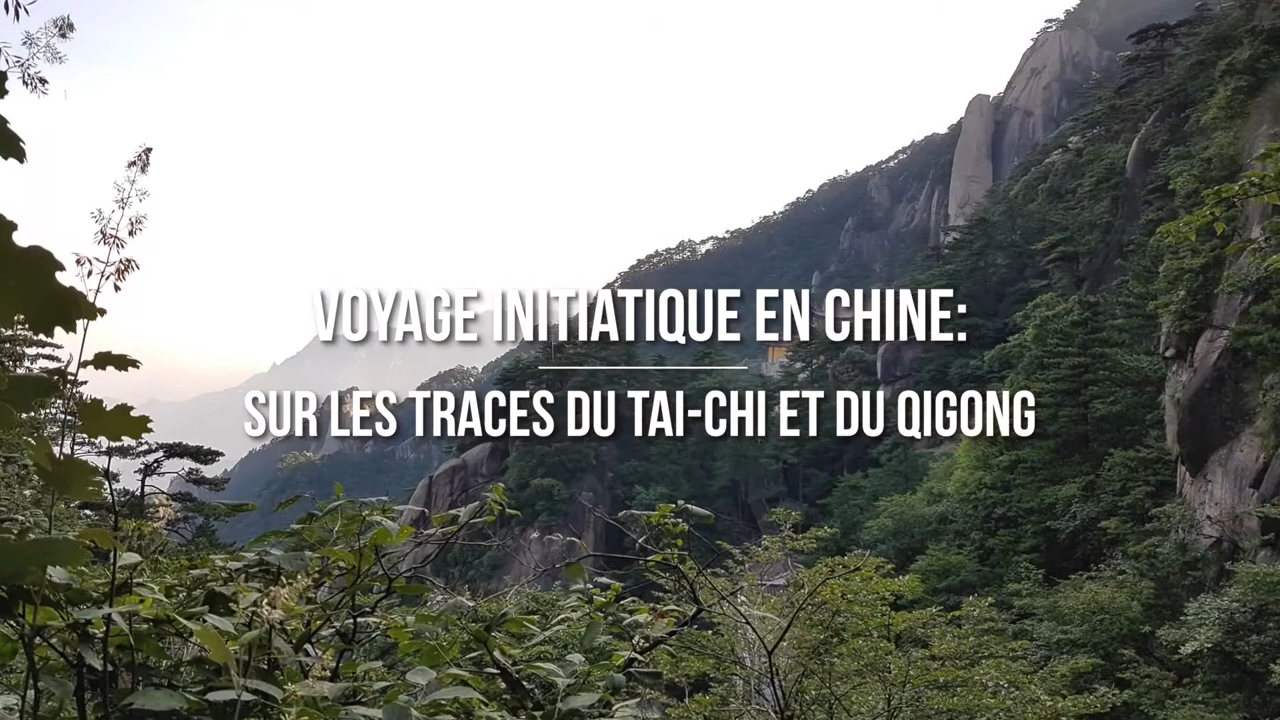 VOYAGE INITIATIQUE EN CHINE:
SUR LES TRACES DU TAI-CHI ET DU QIGONG